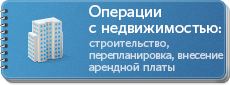 Операции
с недвижимостью:
строительство,
перепланировка, внесение
арендной платы